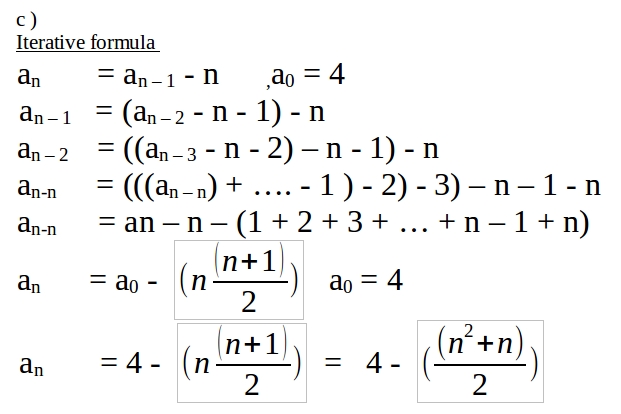 c )
Iterative formula
aₙ = aₙ ₋ ₁ - n ,a₀ = 4
aₙ ₋ ₁ = (aₙ ₋ ₂ - n - 1) - n
aₙ ₋ ₂ = ((aₙ ₋ ₃ - n - 2) – n - 1) - n
aₙ₋ₙ = (((aₙ ₋ ₙ) + …. - 1 ) - 2) - 3) – n – 1 - n
aₙ₋ₙ = an – n – (1 + 2 + 3 + … + n – 1 + n)
aₙ = a₀ - (n (n+1)/2) a₀ = 4
aₙ = 4 - (n (n+1)/2) = 4 - ((n²+n)/2)